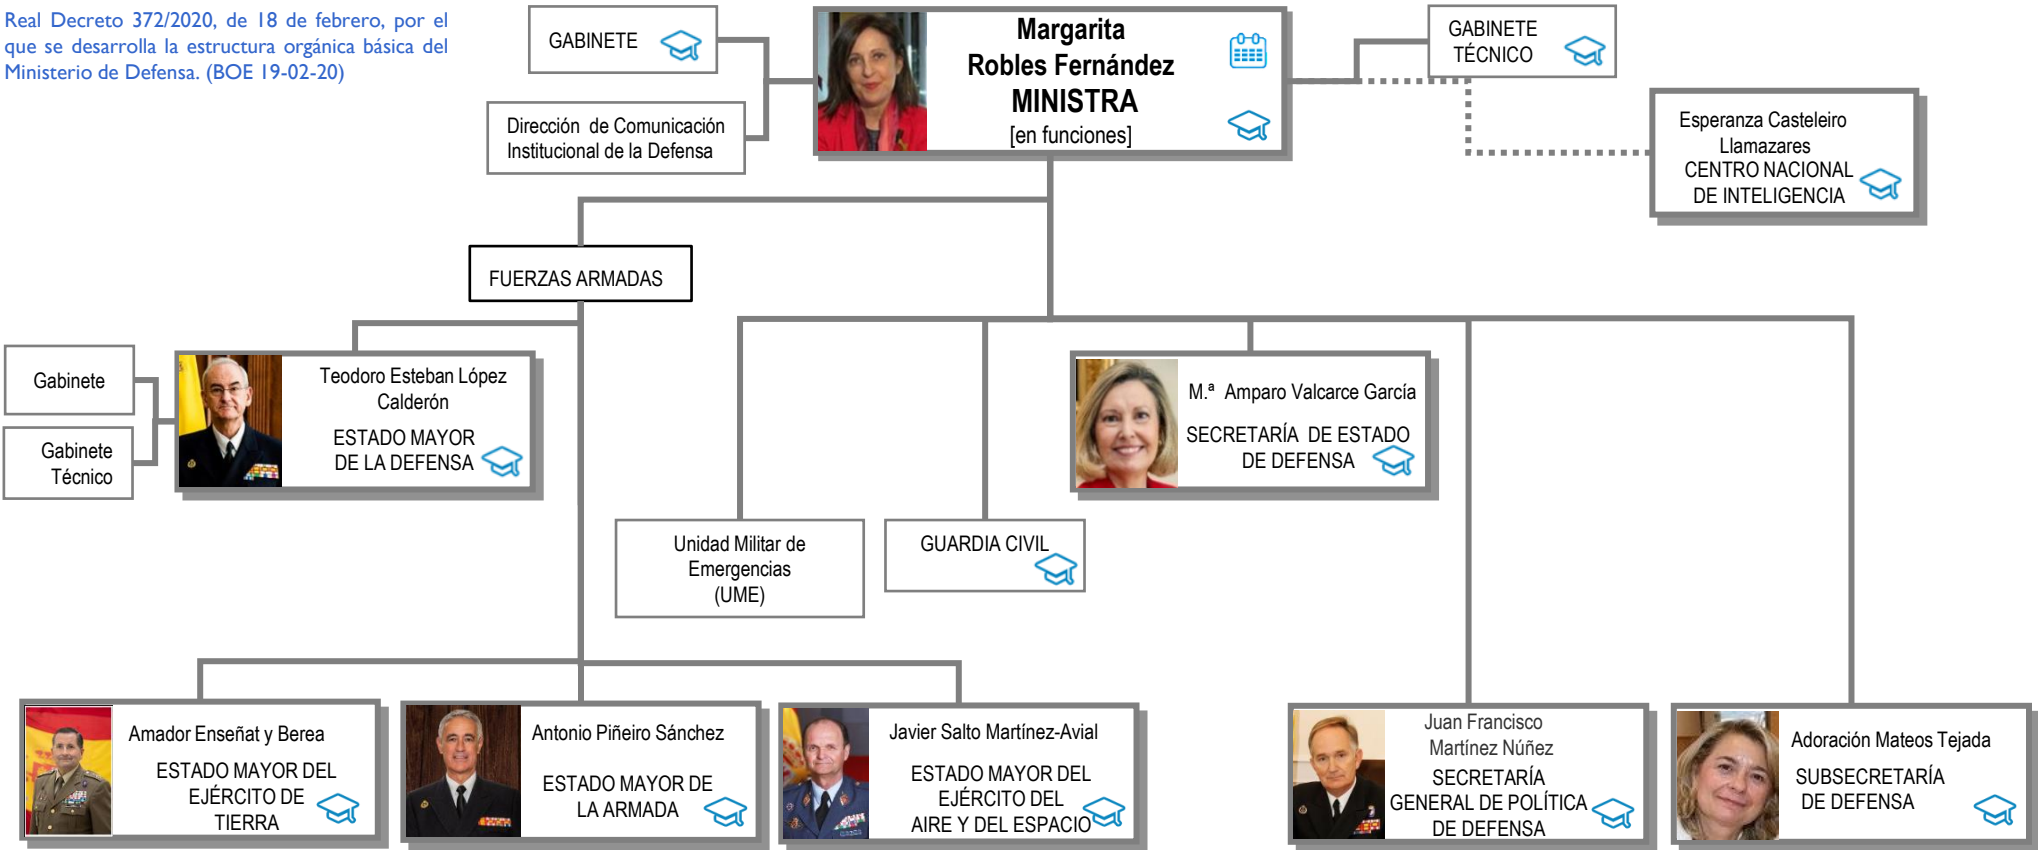 Real Decreto 372/2020, de 18 de febrero, por el
que se desarrolla la estructura orgánica básica del
Ministerio de Defensa. (BOE 19-02-20)
GABINETE
Dirección de Comunicación
Institucional de la Defensa
Margarita
Robles Fernández
MINISTRA
[en funciones]
GABINETE
TÉCNICO
Esperanza Casteleiro
Llamazares
CENTRO NACIONAL
DE INTELIGENCIA
FUERZAS ARMADAS
Gabinete
Gabinete
Técnico
Teodoro Esteban López
Calderón
ESTADO MAYOR
DE LA DEFENSA
M.ª Amparo Valcarce García
SECRETARÍA DE ESTADO
DE DEFENSA
Unidad Militar de
Emergencias
(UME)
GUARDIA CIVIL
Amador Enseñat y Berea
ESTADO MAYOR DEL
EJÉRCITO DE
TIERRA
Antonio Piñeiro Sánchez
ESTADO MAYOR DE
LA ARMADA
Javier Salto Martínez-Avial
ESTADO MAYOR DEL
EJÉRCITO DEL
AIRE Y DEL ESPACIO
Juan Francisco
Martínez Núñez
SECRETARÍA
GENERAL DE POLÍTICA
DE DEFENSA
Adoración Mateos Tejada
SUBSECRETARÍA
DE DEFENSA